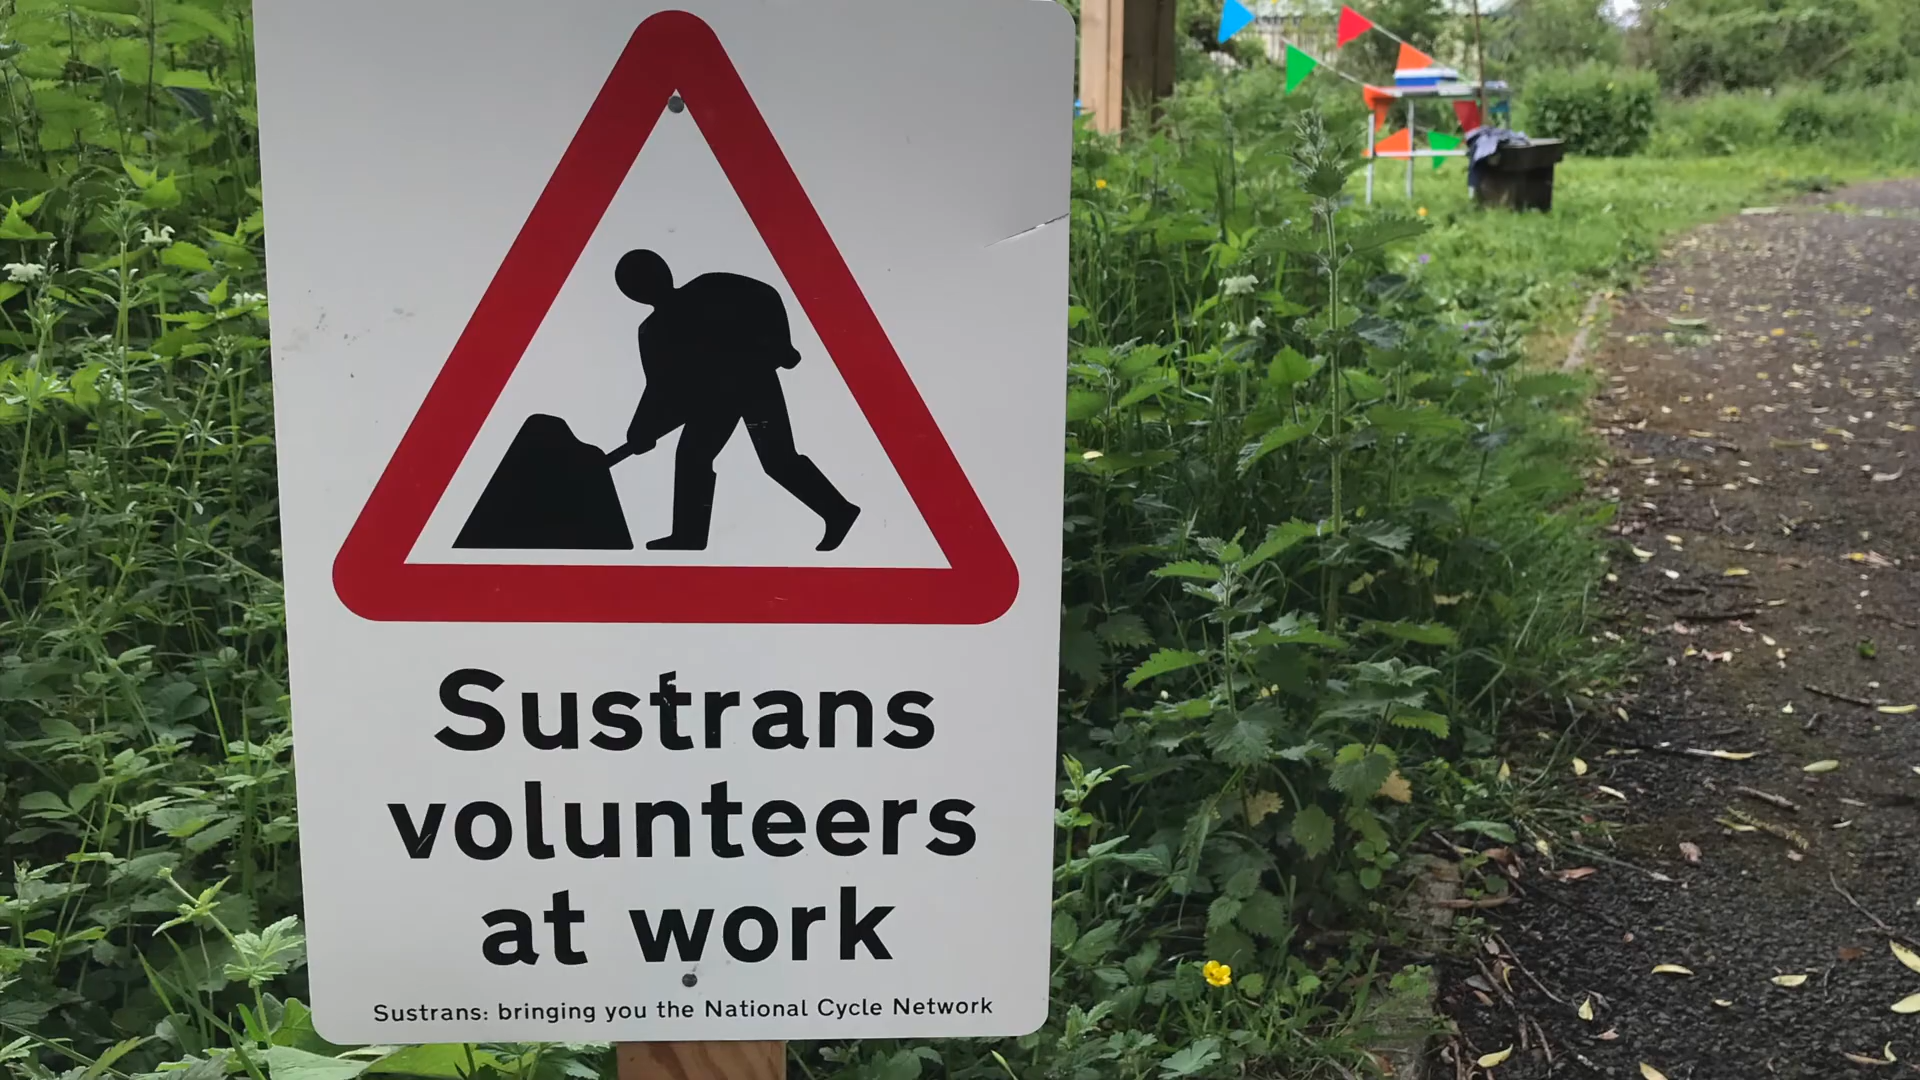 Sustrans
volunteers
at work
Sustrans: bringing you the National Cycle Network